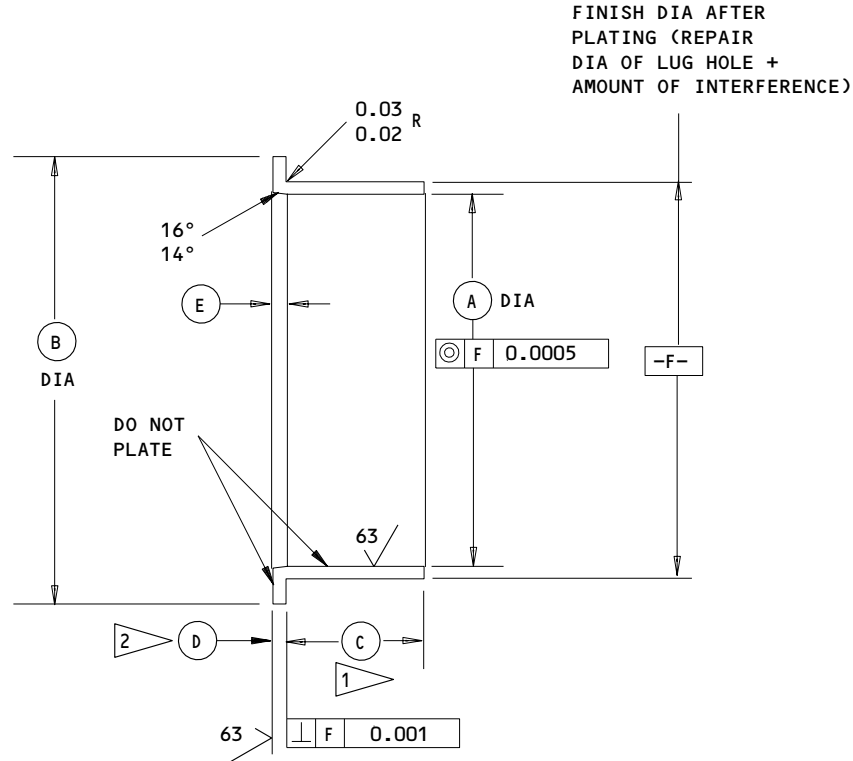 FINISH DIA AFTER
PLATING (REPAIR
DIA OF LUG HOLE +
AMOUNT OF INTERFERENCE)
0.03
0.02
R
16°
14°
E
A DIA
B
DIA
F 0.0005
-F-
DO NOT
PLATE
63
2 D
C
1
63
⊥ F 0.001